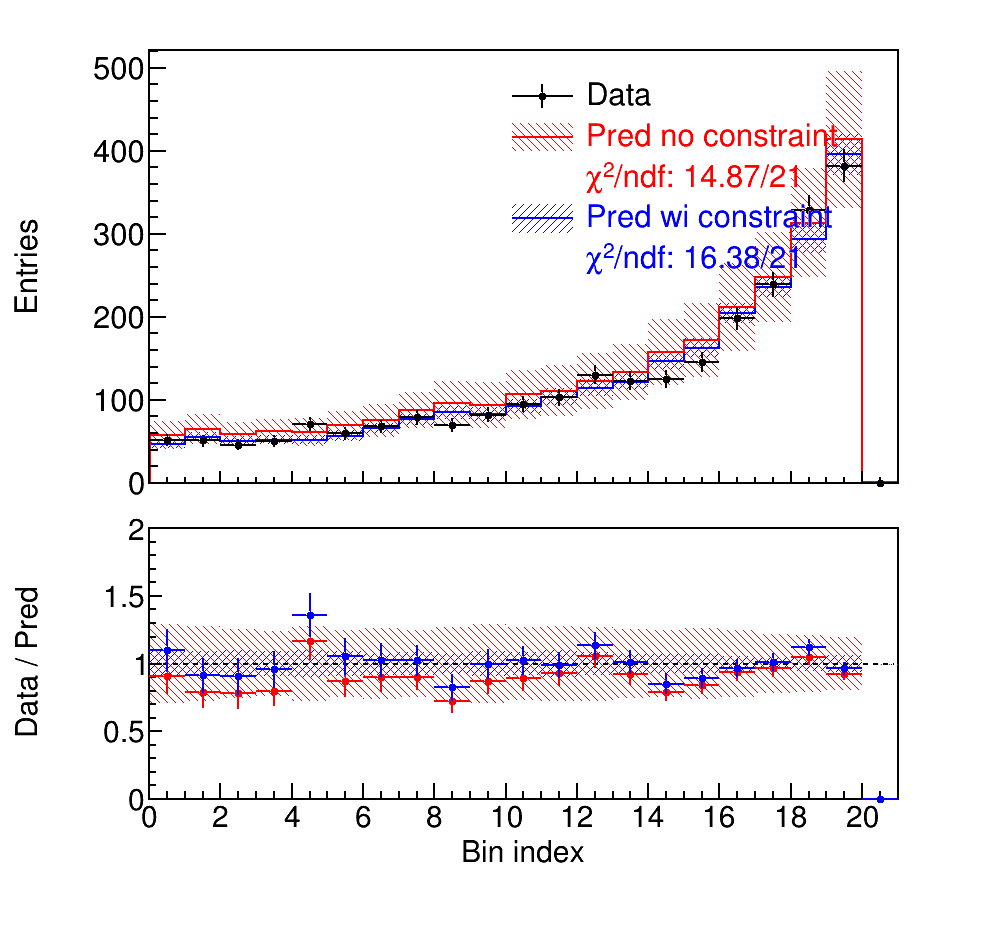 500
400
300
200
100
0
Entries
Data
Pred no constraint
χ²/ndf: 14.87/21
Pred wi constraint
χ²/ndf: 16.38/21
2
1.5
1
0.5
0
Data / Pred
0 2 4 6 8 10 12 14 16 18 20
Bin index